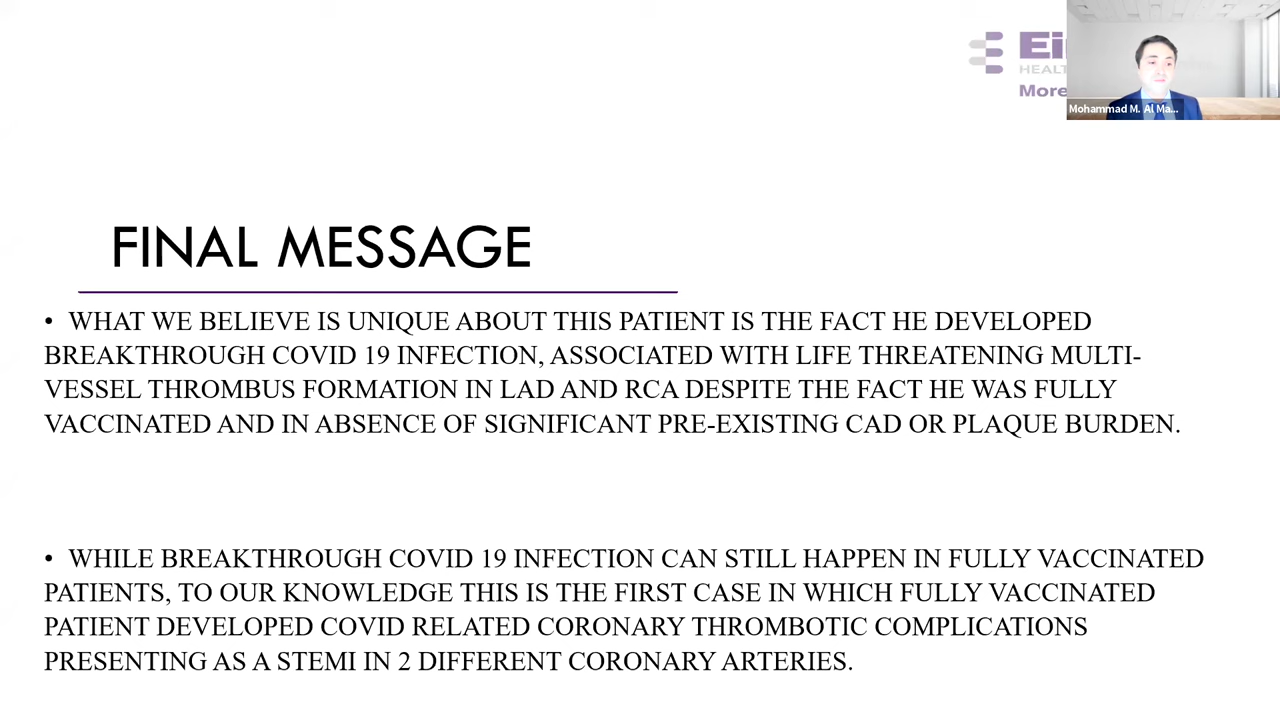 Ei
HEALT
More
Mohammad M. Al Ma...
FINAL MESSAGE
• WHAT WE BELIEVE IS UNIQUE ABOUT THIS PATIENT IS THE FACT HE DEVELOPED
BREAKTHROUGH COVID 19 INFECTION, ASSOCIATED WITH LIFE THREATENING MULTI-
VESSEL THROMBUS FORMATION IN LAD AND RCA DESPITE THE FACT HE WAS FULLY
VACCINATED AND IN ABSENCE OF SIGNIFICANT PRE-EXISTING CAD OR PLAQUE BURDEN.
• WHILE BREAKTHROUGH COVID 19 INFECTION CAN STILL HAPPEN IN FULLY VACCINATED
PATIENTS, TO OUR KNOWLEDGE THIS IS THE FIRST CASE IN WHICH FULLY VACCINATED
PATIENT DEVELOPED COVID RELATED CORONARY THROMBOTIC COMPLICATIONS
PRESENTING AS A STEMI IN 2 DIFFERENT CORONARY ARTERIES.